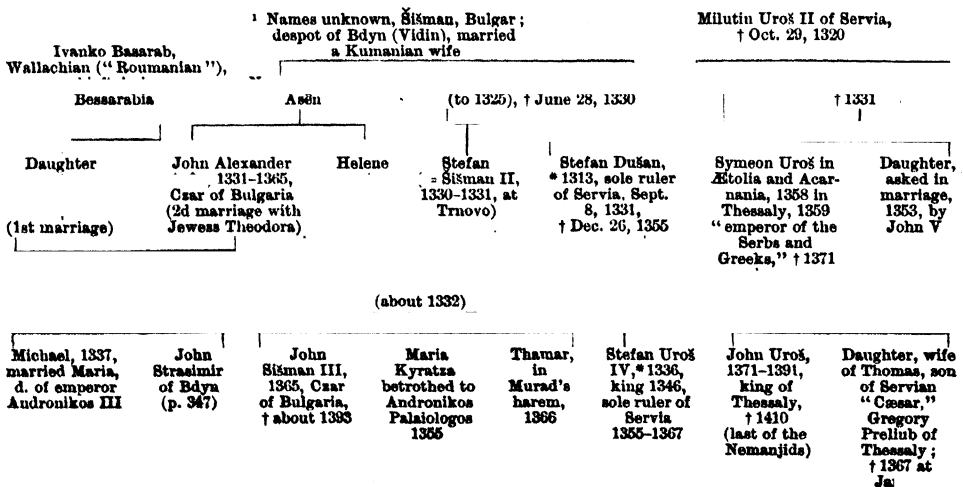 ¹ Names unknown, Šišman, Bulgar ;
despot of Bdyn (Vidin), married
a Kumanian wife
Milutin Uroš II of Servia,
† Oct. 29, 1320
Ivanko Basarab,
Wallachian (“ Roumanian ”),
Bessarabia
Asên
(to 1325), † June 28, 1330
† 1331
Daughter
(1st marriage)
John Alexander
1331–1365,
Czar of Bulgaria
(2d marriage with
Jewess Theodora)
Helene
Stefan
= Šišman II,
1330–1331, at
Trnovo)
Stefan Dušan,
* 1313, sole ruler
of Servia, Sept.
8, 1331,
† Dec. 26, 1355
Symeon Uroš in
Ætolia and Acar-
nania, 1358 in
Thessaly, 1359
“ emperor of the
Serbs and
Greeks,” † 1371
Daughter,
asked in
marriage,
1353, by
John V
(about 1332)
Michael, 1337,
married Maria,
d. of emperor
Andronikos III
John
Strasimir
of Bdyn
(p. 347)
John
Šišman III,
1365, Czar
of Bulgaria,
† about 1393
Maria
Kyratza
betrothed to
Andronikos
Palaiologos
1355
Thamar,
in
Murad's
harem,
1366
Stefan Uroš
IV,* 1336,
king 1346,
sole ruler of
Servia
1355–1367
John Uroš,
1371–1391,
king of
Thessaly,
† 1410
(last of the
Nemanjids)
Daughter, wife
of Thomas, son
of Servian
“ Cæsar,”
Gregory
Preliub of
Thessaly ;
† 1367 at